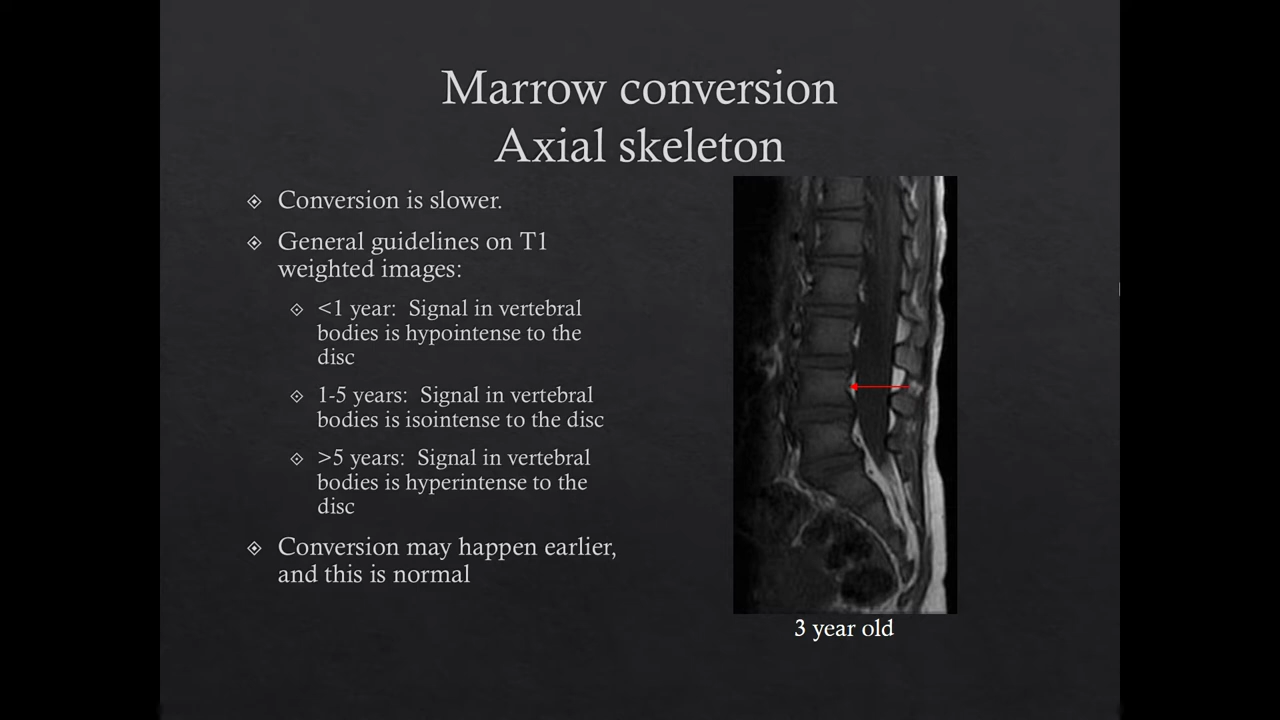 Marrow conversion
Axial skeleton
Conversion is slower.
General guidelines on T1
weighted images:
<1 year:  Signal in vertebral
bodies is hypointense to the
disc
1-5 years:  Signal in vertebral
bodies is isointense to the disc
>5 years:  Signal in vertebral
bodies is hyperintense to the
disc
Conversion may happen earlier,
and this is normal
3 year old